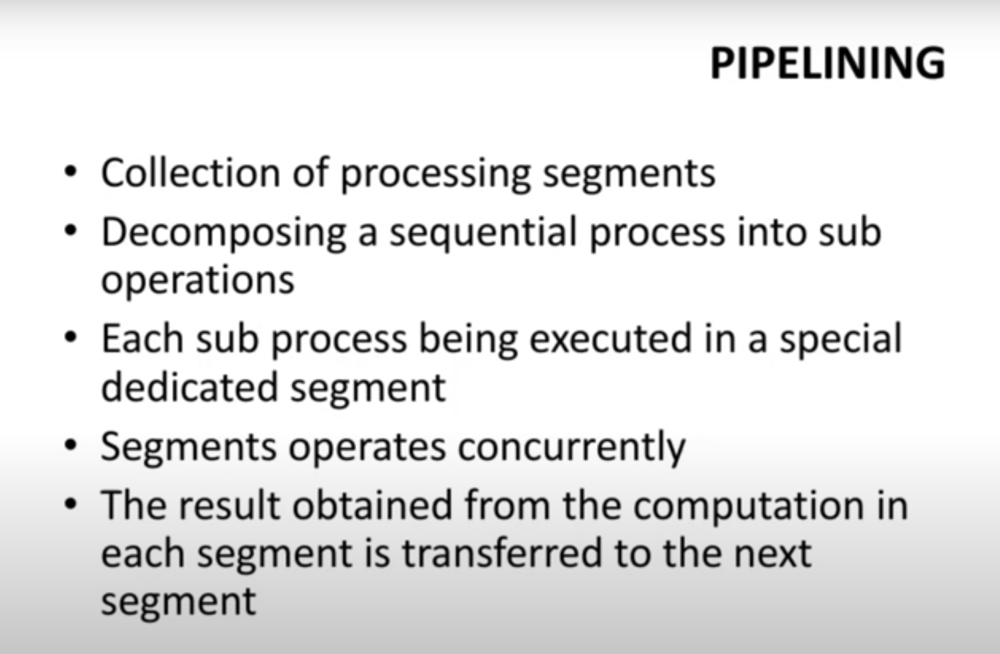 PIPELINING
• Collection of processing segments
• Decomposing a sequential process into sub
operations
• Each sub process being executed in a special
dedicated segment
• Segments operates concurrently
• The result obtained from the computation in
each segment is transferred to the next
segment